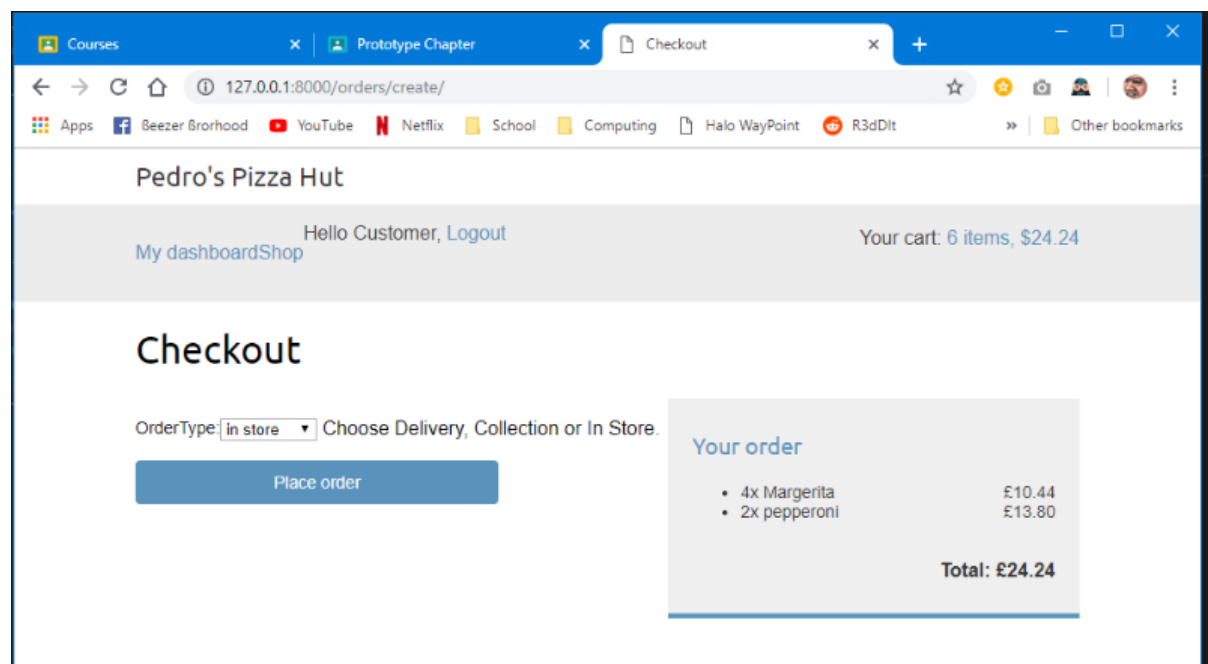 Courses Prototype Chapter Checkout
127.0.0.1:8000/orders/create/
Apps ßeezer ßrorhood YouTube Netflix School Computing Halo WayPoint R3dDIt » Other bookmarks
Pedro's Pizza Hut
Hello Customer, Logout
My dashboardShop
Your cart: 6 items, $24.24
Checkout
OrderType: in store Choose Delivery, Collection or In Store.
Place order
Your order
• 4x Margerita £10.44
• 2x pepperoni £13.80
Total: £24.24